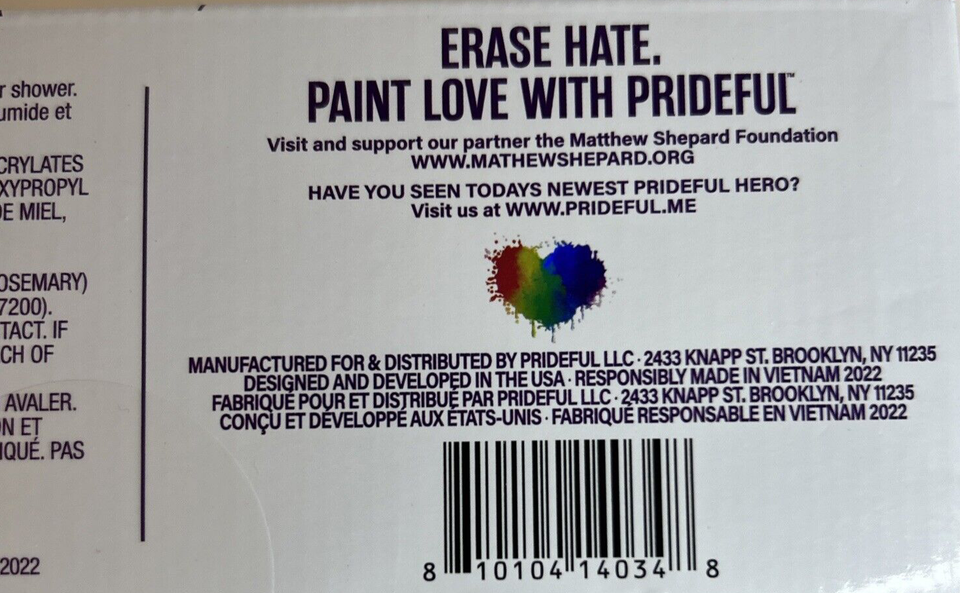 r shower.
umide et
CRYLATES
XYPROPYL
DE MIEL,
OSEMARY)
7200).
TACT. IF
CH OF
AVALER.
ON ET
IQUÉ. PAS
2022
ERASE HATE.
PAINT LOVE WITH PRIDEFUL™
Visit and support our partner the Matthew Shepard Foundation
WWW.MATHEWSHEPARD.ORG
HAVE YOU SEEN TODAYS NEWEST PRIDEFUL HERO?
Visit us at WWW.PRIDEFUL.ME
MANUFACTURED FOR & DISTRIBUTED BY PRIDEFUL LLC · 2433 KNAPP ST. BROOKLYN, NY 11235
DESIGNED AND DEVELOPED IN THE USA · RESPONSIBLY MADE IN VIETNAM 2022
FABRIQUÉ POUR ET DISTRIBUÉ PAR PRIDEFUL LLC · 2433 KNAPP ST. BROOKLYN, NY 11235
CONÇU ET DÉVELOPPÉ AUX ÉTATS-UNIS · FABRIQUÉ RESPONSABLE EN VIETNAM 2022
8 10104 14034 8